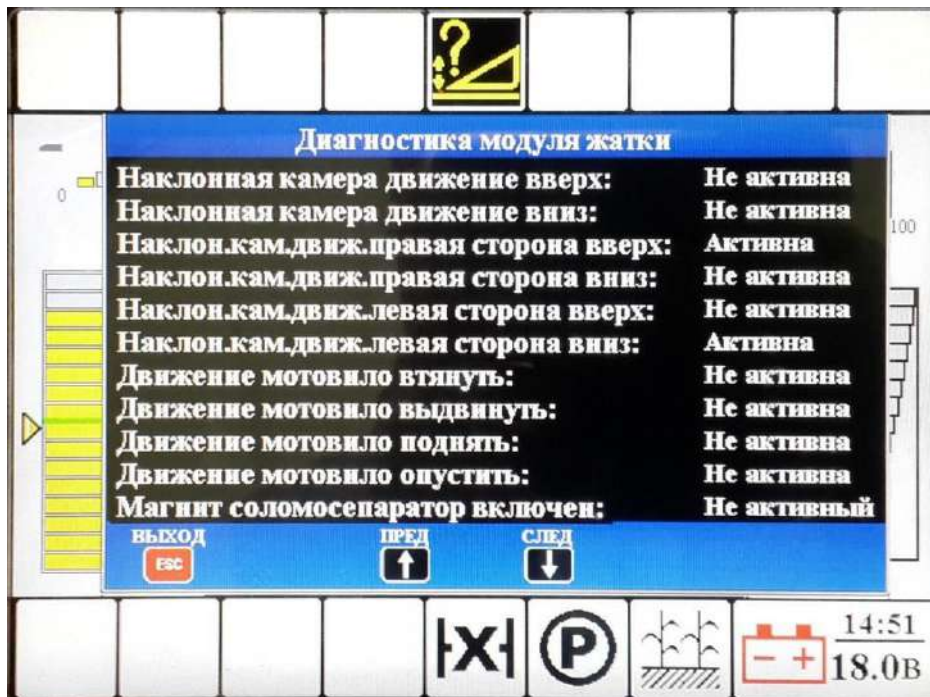 ?
Диагностика модуля жатки
Наклонная камера движение вверх: Не активна
Наклонная камера движение вниз: Не активна
Наклон.кам.движ.правая сторона вверх: Активна
Наклон.кам.движ.правая сторона вниз: Не активна
Наклон.кам.движ.левая сторона вверх: Не активна
Наклон.кам.движ.левая сторона вниз: Активна
Движение мотовило втянуть: Не активна
Движение мотовило выдвинуть: Не активна
Движение мотовило поднять: Не активна
Движение мотовило опустить: Не активна
Магнит соломосепаратор включен: Не активный
0
100
ВЫХОД ПРЕД СЛЕД
ESC
P
14:51
18.0В